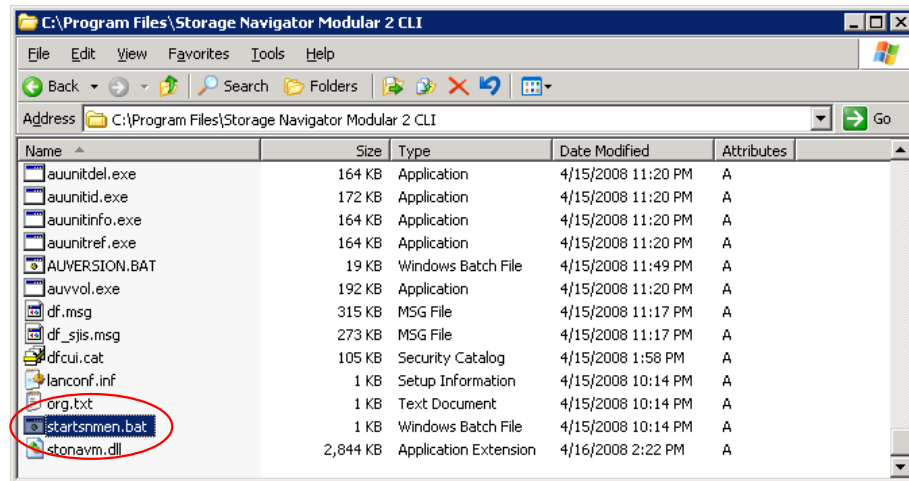 C:\Program Files\Storage Navigator Modular 2 CLI
File Edit View Favorites Tools Help
Back Search Folders
Address C:\Program Files\Storage Navigator Modular 2 CLI Go
Name Size Type Date Modified Attributes
auunitdel.exe 164 KB Application 4/15/2008 11:20 PM A
auunitid.exe 172 KB Application 4/15/2008 11:20 PM A
auunitinfo.exe 164 KB Application 4/15/2008 11:20 PM A
auunitref.exe 164 KB Application 4/15/2008 11:20 PM A
AUVERSION.BAT 19 KB Windows Batch File 4/15/2008 11:49 PM A
auvvol.exe 192 KB Application 4/15/2008 11:20 PM A
df.msg 315 KB MSG File 4/15/2008 11:17 PM A
df_sjis.msg 273 KB MSG File 4/15/2008 11:17 PM A
dfcui.cat 105 KB Security Catalog 4/15/2008 1:58 PM A
lanconf.inf 1 KB Setup Information 4/15/2008 10:14 PM A
org.txt 1 KB Text Document 4/15/2008 10:14 PM A
startsnmen.bat 1 KB Windows Batch File 4/15/2008 10:14 PM A
stonavm.dll 2,844 KB Application Extension 4/16/2008 2:22 PM A